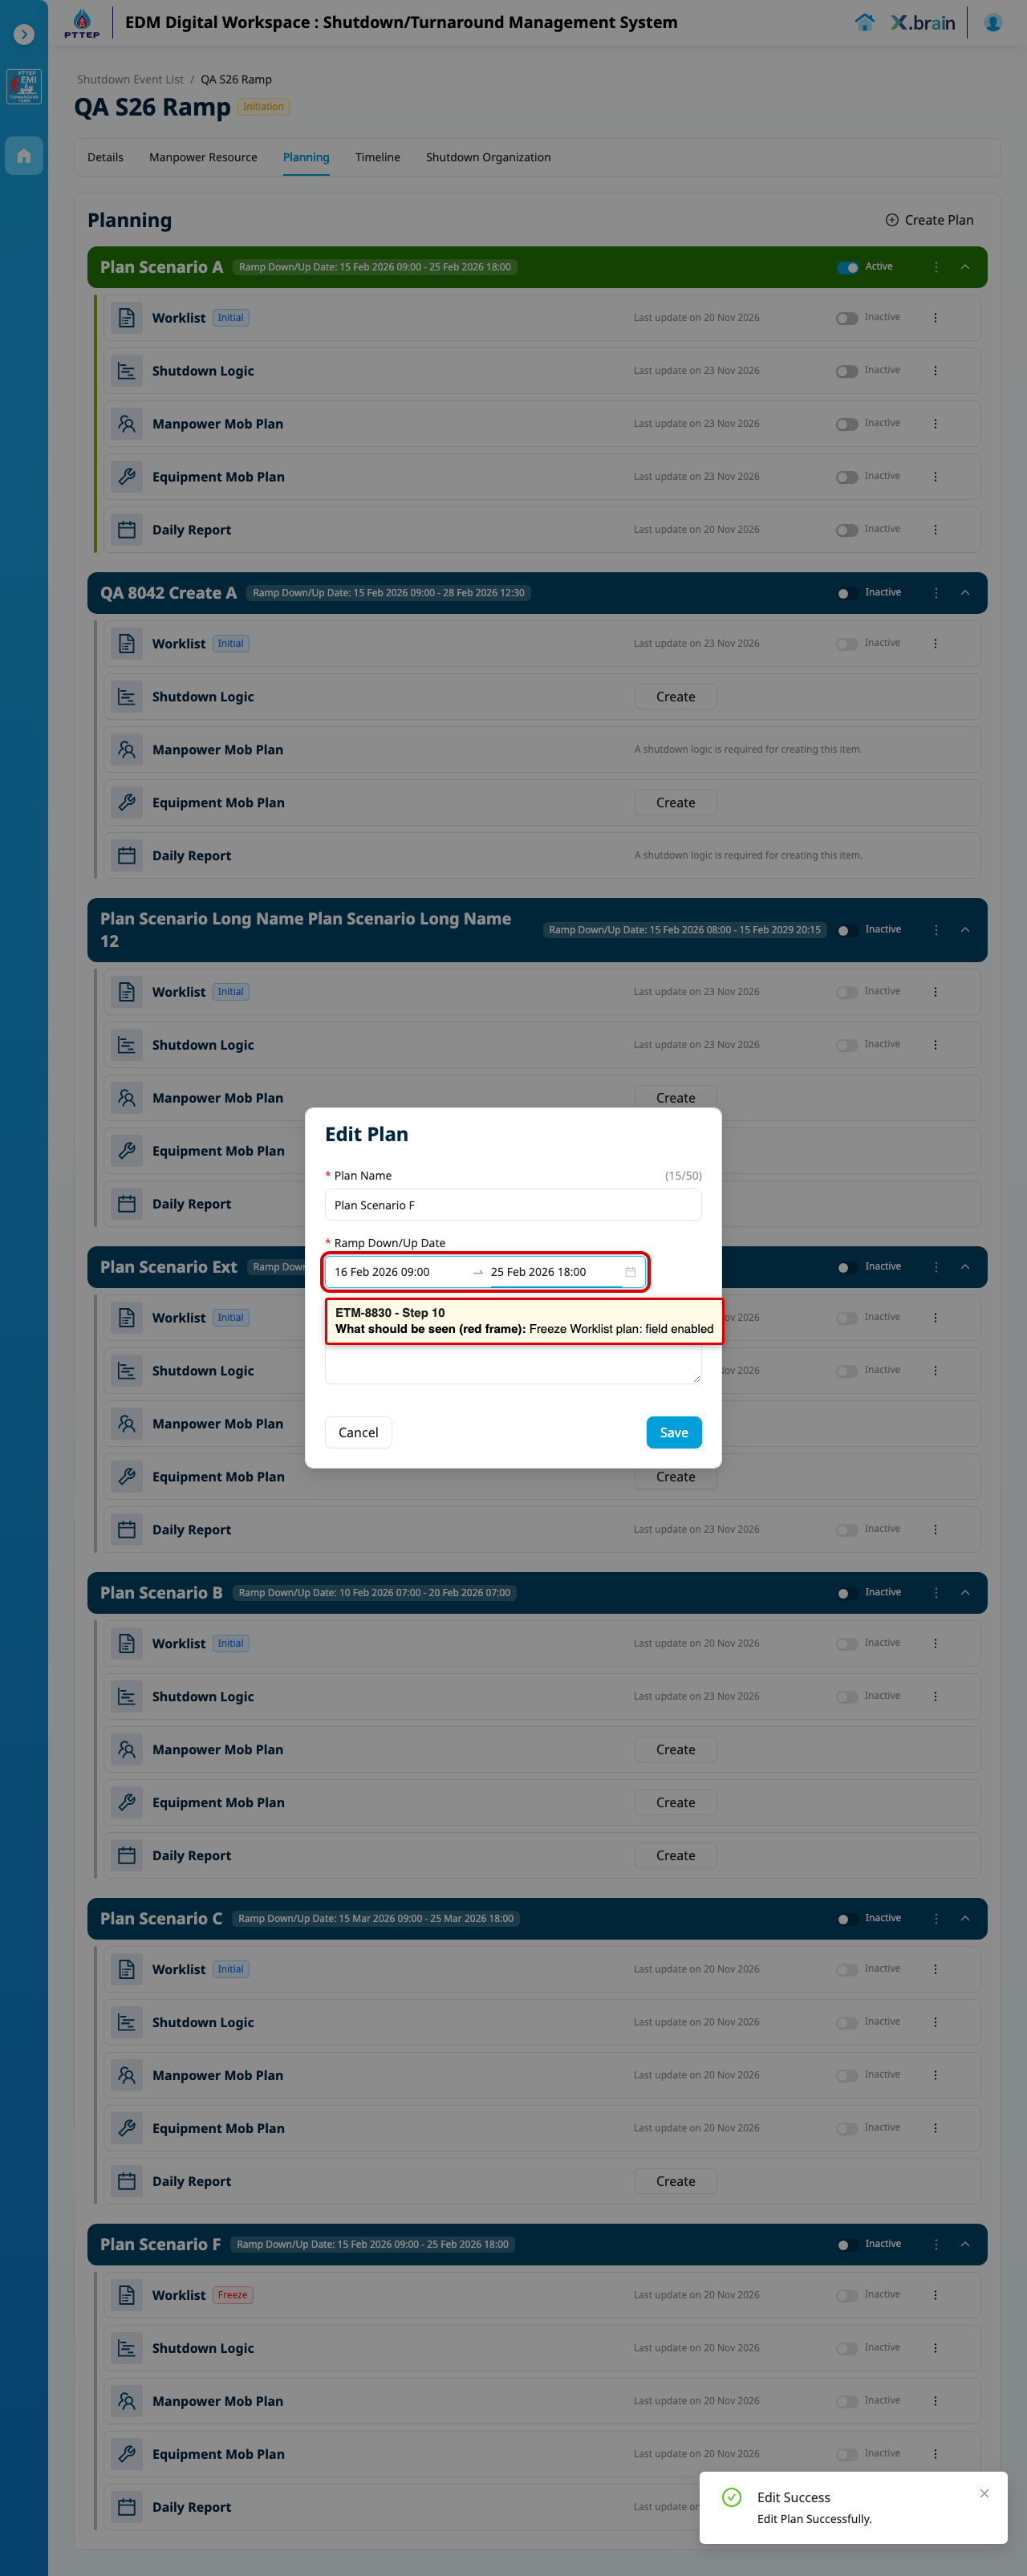 PTTEP
EDM Digital Workspace : Shutdown/Turnaround Management System
X.brain
PTTEP
EMI
TURNAROUND
TEAM
Shutdown Event List / QA S26 Ramp
QA S26 Ramp Initiation
Details Manpower Resource Planning Timeline Shutdown Organization
Planning Create Plan
Plan Scenario A Ramp Down/Up Date: 15 Feb 2026 09:00 - 25 Feb 2026 18:00 Active
Worklist Initial Last update on 20 Nov 2026 Inactive
Shutdown Logic Last update on 23 Nov 2026 Inactive
Manpower Mob Plan Last update on 23 Nov 2026 Inactive
Equipment Mob Plan Last update on 23 Nov 2026 Inactive
Daily Report Last update on 20 Nov 2026 Inactive
QA 8042 Create A Ramp Down/Up Date: 15 Feb 2026 09:00 - 28 Feb 2026 12:30 Inactive
Worklist Initial Last update on 23 Nov 2026 Inactive
Shutdown Logic Create
Manpower Mob Plan A shutdown logic is required for creating this item.
Equipment Mob Plan Create
Daily Report A shutdown logic is required for creating this item.
Plan Scenario Long Name Plan Scenario Long Name
12 Ramp Down/Up Date: 15 Feb 2026 08:00 - 15 Feb 2029 20:15 Inactive
Worklist Initial Last update on 23 Nov 2026 Inactive
Shutdown Logic Last update on 23 Nov 2026 Inactive
Manpower Mob Plan Create
Equipment Mob Plan
Daily Report
Edit Plan
* Plan Name (15/50)
Plan Scenario F
* Ramp Down/Up Date
16 Feb 2026 09:00 25 Feb 2026 18:00
ETM-8830 - Step 10
What should be seen (red frame): Freeze Worklist plan: field enabled
Cancel Save
Plan Scenario Ext Ramp Down Inactive
Worklist Initial ov 2026 Inactive
Shutdown Logic ov 2026 Inactive
Manpower Mob Plan
Equipment Mob Plan Create
Daily Report Last update on 23 Nov 2026 Inactive
Plan Scenario B Ramp Down/Up Date: 10 Feb 2026 07:00 - 20 Feb 2026 07:00 Inactive
Worklist Initial Last update on 20 Nov 2026 Inactive
Shutdown Logic Last update on 23 Nov 2026 Inactive
Manpower Mob Plan Create
Equipment Mob Plan Create
Daily Report Create
Plan Scenario C Ramp Down/Up Date: 15 Mar 2026 09:00 - 25 Mar 2026 18:00 Inactive
Worklist Initial Last update on 20 Nov 2026 Inactive
Shutdown Logic Last update on 20 Nov 2026 Inactive
Manpower Mob Plan Last update on 20 Nov 2026 Inactive
Equipment Mob Plan Last update on 20 Nov 2026 Inactive
Daily Report Create
Plan Scenario F Ramp Down/Up Date: 15 Feb 2026 09:00 - 25 Feb 2026 18:00 Inactive
Worklist Freeze Last update on 20 Nov 2026 Inactive
Shutdown Logic Last update on 20 Nov 2026 Inactive
Manpower Mob Plan Last update on 20 Nov 2026 Inactive
Equipment Mob Plan Last update on 20 Nov 2026 Inactive
Daily Report Last update on
Edit Success
Edit Plan Successfully.